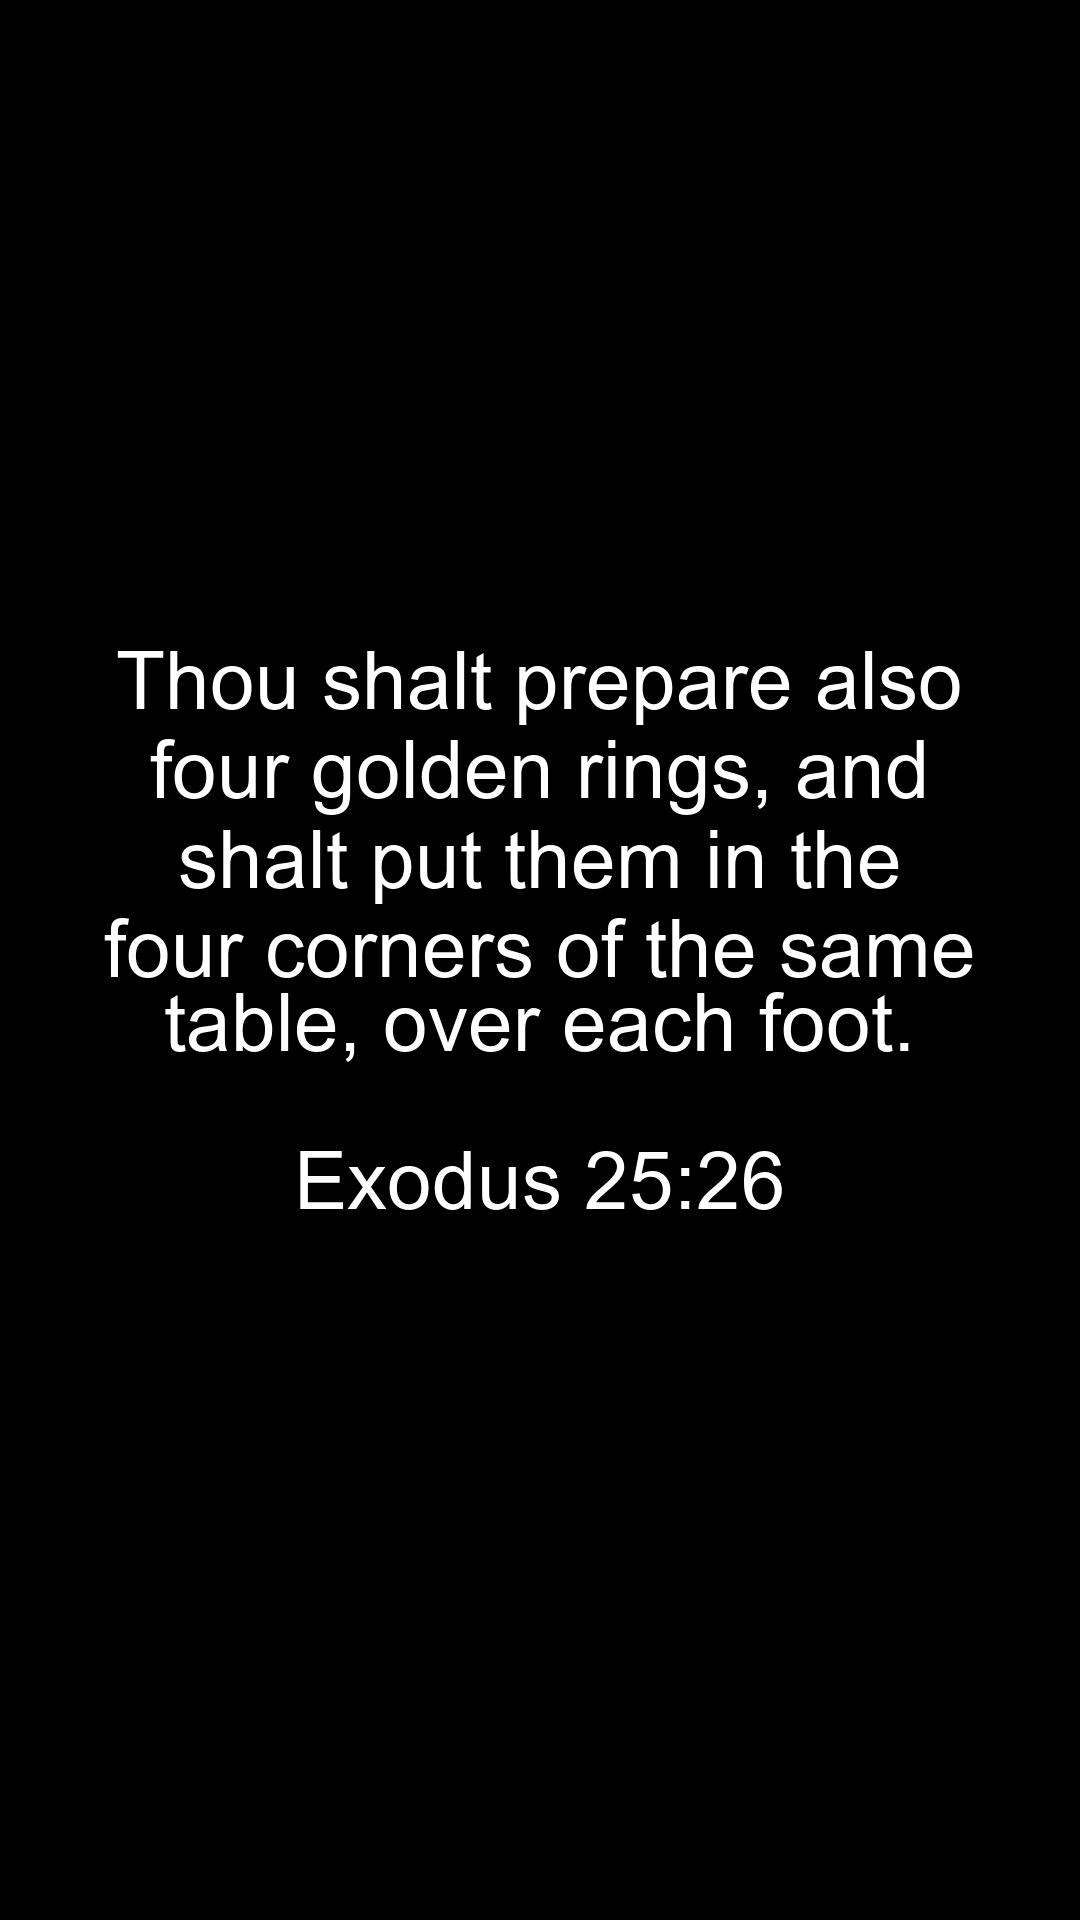 Thou shalt prepare also
four golden rings, and
shalt put them in the
four corners of the same
table, over each foot.
Exodus 25:26